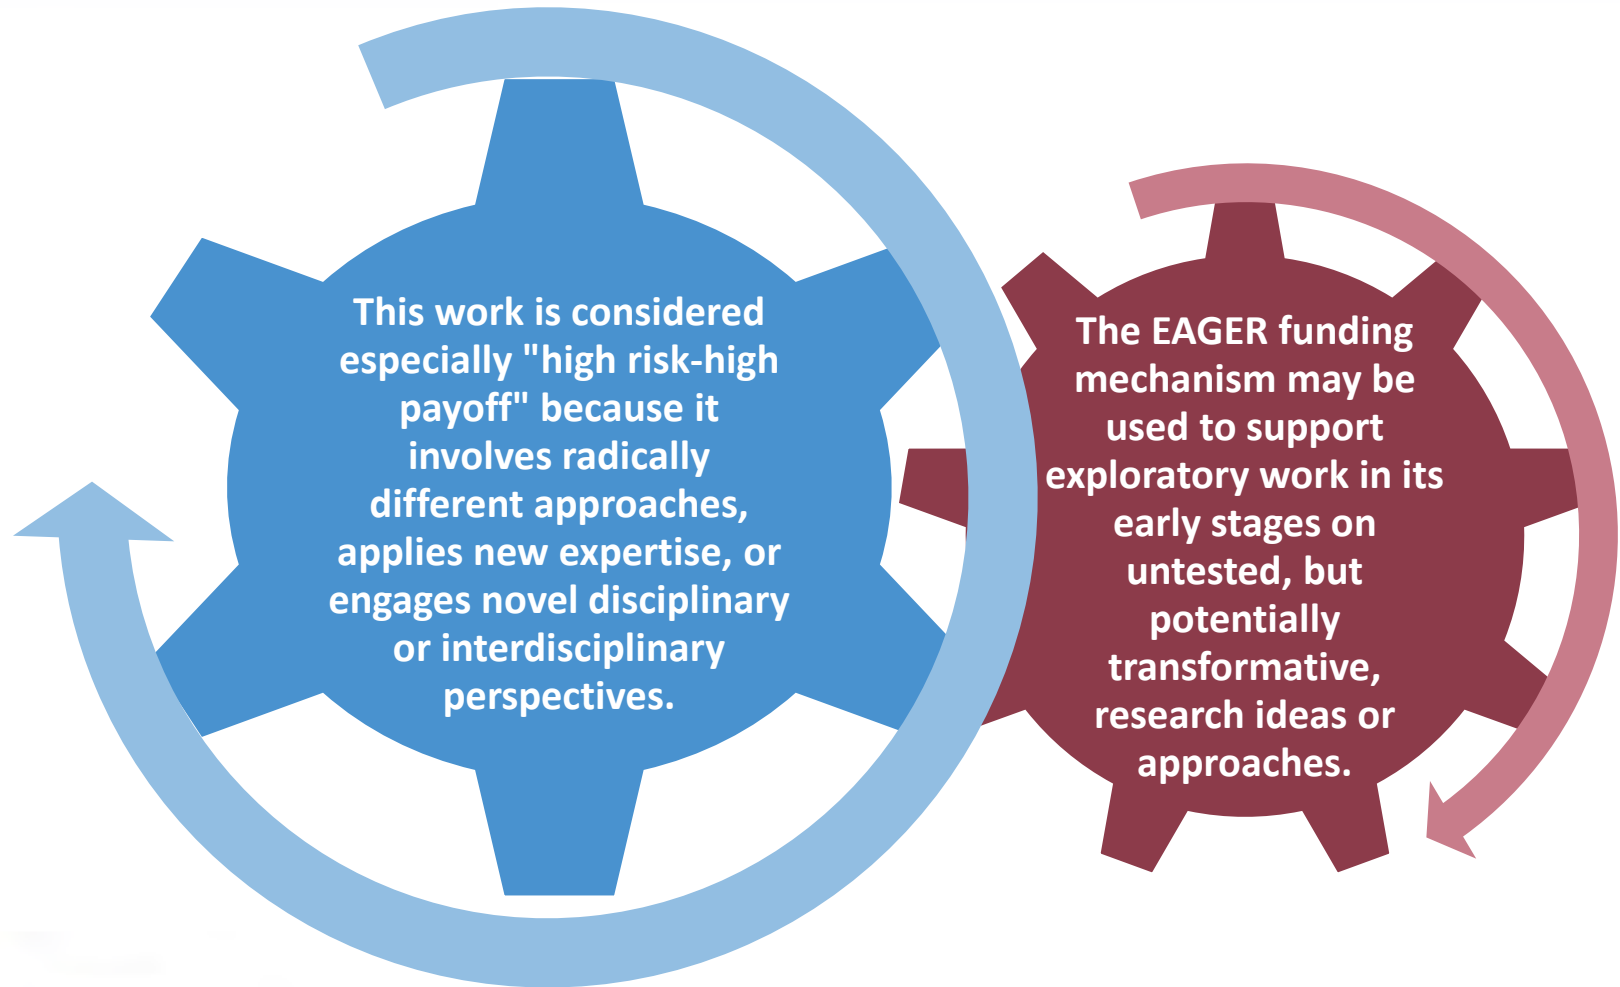 This work is considered
especially "high risk-high
payoff" because it
involves radically
different approaches,
applies new expertise, or
engages novel disciplinary
or interdisciplinary
perspectives.
The EAGER funding
mechanism may be
used to support
exploratory work in its
early stages on
untested, but
potentially
transformative,
research ideas or
approaches.